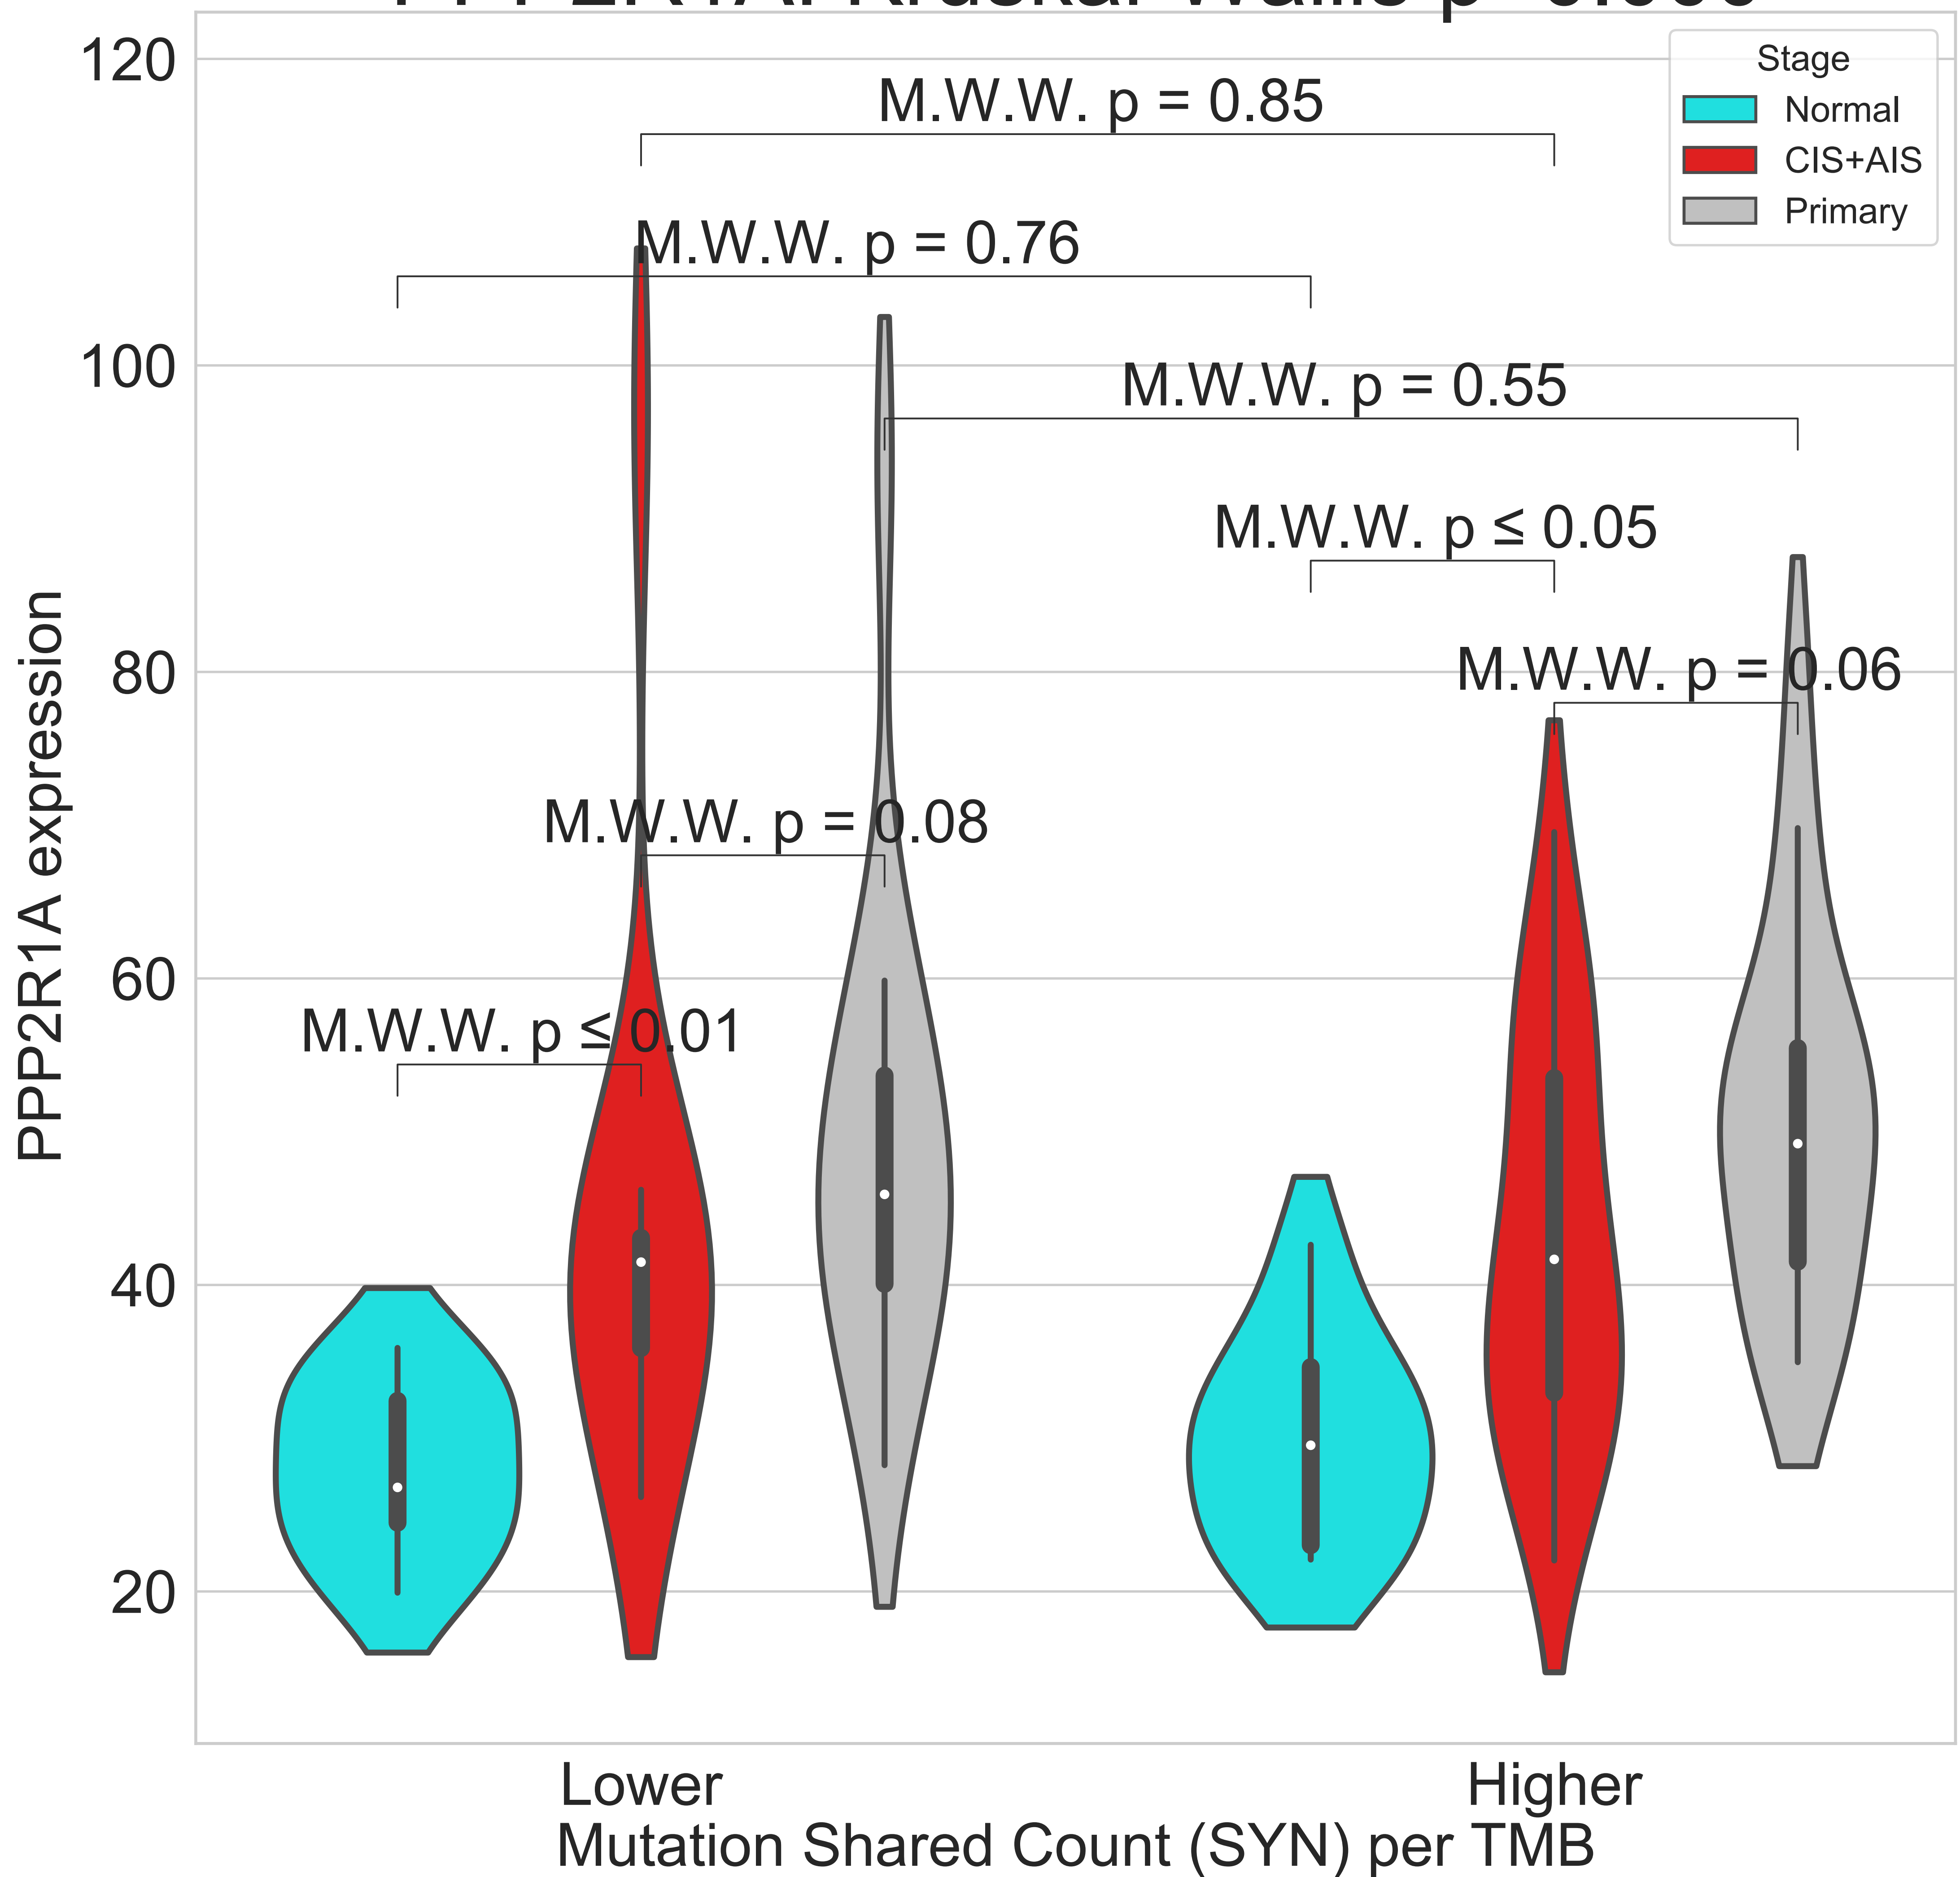 120
M.W.W. p = 0.85
Stage
Normal
CIS+AIS
Primary
M.W.W. p = 0.76
100
M.W.W. p = 0.55
M.W.W. p ≤ 0.05
80
M.W.W. p = 0.06
M.W.W. p = 0.08
PPP2R1A expression
60
M.W.W. p ≤ 0.01
40
20
Lower
Higher
Mutation Shared Count (SYN) per TMB